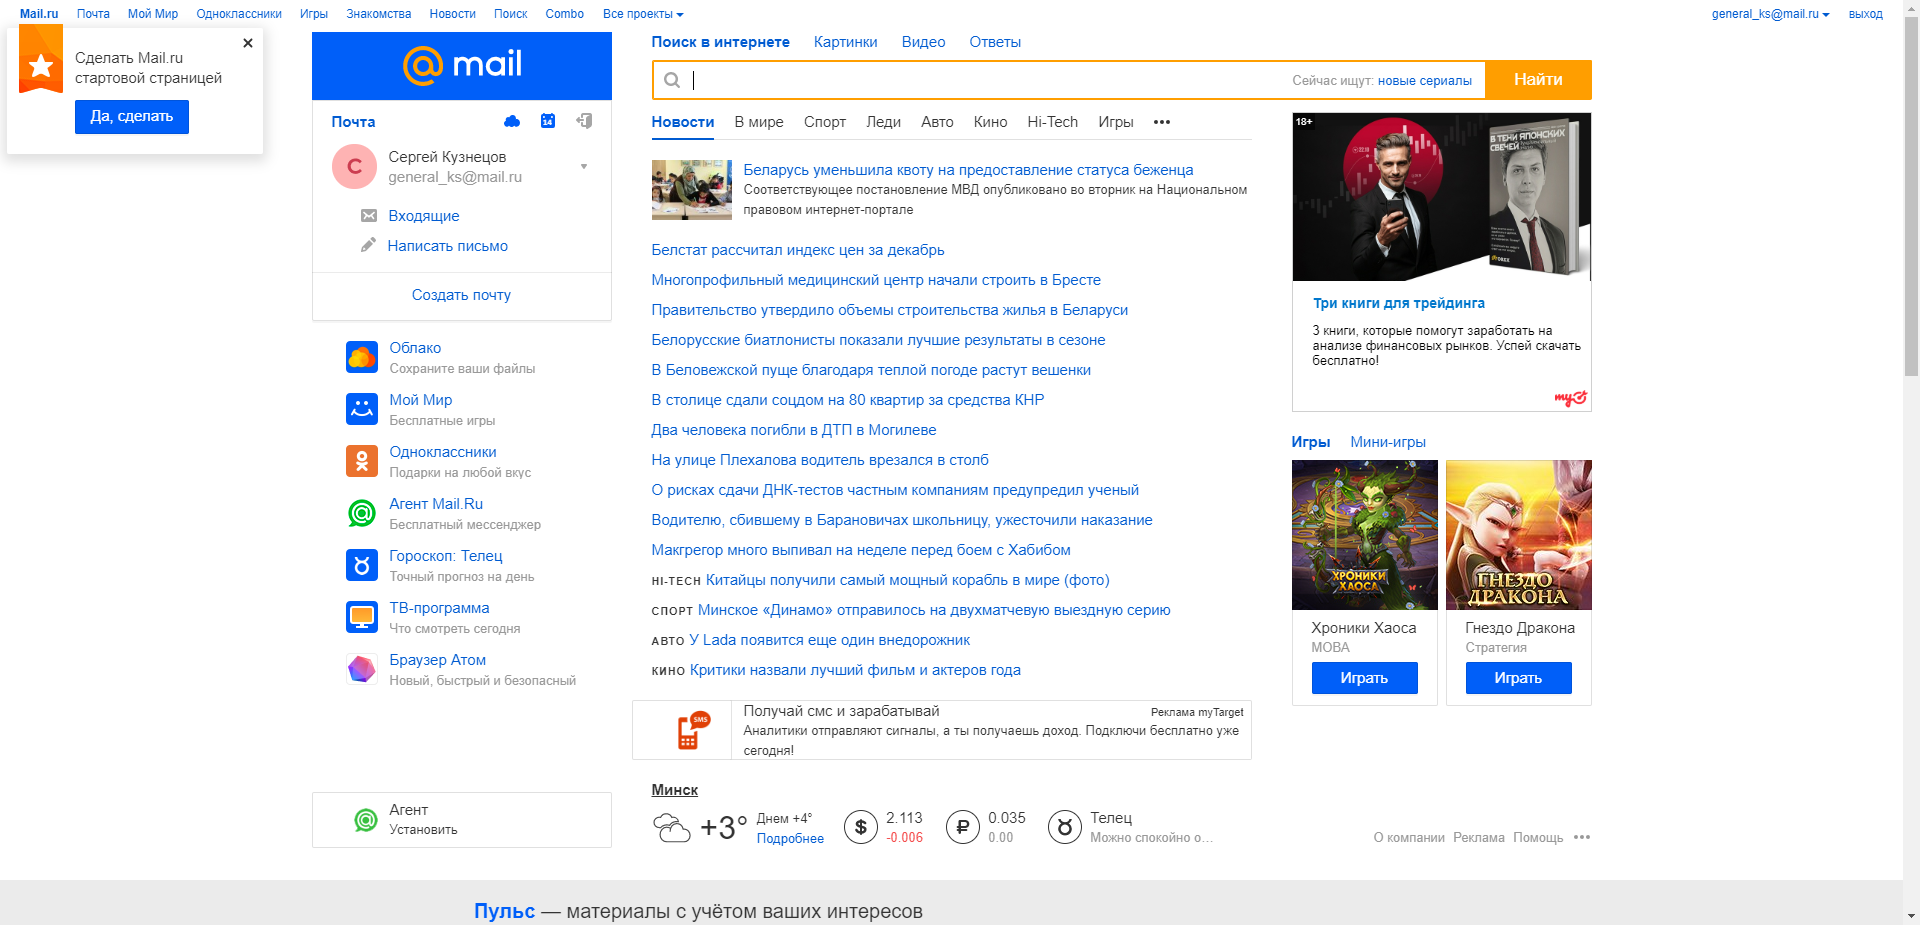 Mail.ru Почта Мой Мир Одноклассники Игры Знакомства Новости Поиск Combo Все проекты general_ks@mail.ru выход
Сделать Mail.ru
стартовой страницей
Да, сделать
mail
Почта 14
С
Сергей Кузнецов
general_ks@mail.ru
Входящие
Написать письмо
Создать почту
Облако
Сохраните ваши файлы
Мой Мир
Бесплатные игры
Одноклассники
Подарки на любой вкус
Агент Mail.Ru
Бесплатный мессенджер
Гороскоп: Телец
Точный прогноз на день
ТВ-программа
Что смотреть сегодня
Браузер Атом
Новый, быстрый и безопасный
Агент
Установить
Поиск в интернете Картинки Видео Ответы
Сейчас ищут: новые сериалы Найти
Новости В мире Спорт Леди Авто Кино Hi-Tech Игры •••
Беларусь уменьшила квоту на предоставление статуса беженца
Соответствующее постановление МВД опубликовано во вторник на Национальном
правовом интернет-портале
Белстат рассчитал индекс цен за декабрь
Многопрофильный медицинский центр начали строить в Бресте
Правительство утвердило объемы строительства жилья в Беларуси
Белорусские биатлонисты показали лучшие результаты в сезоне
В Беловежской пуще благодаря теплой погоде растут вешенки
В столице сдали соцдом на 80 квартир за средства КНР
Два человека погибли в ДТП в Могилеве
На улице Плехалова водитель врезался в столб
О рисках сдачи ДНК-тестов частным компаниям предупредил ученый
Водителю, сбившему в Барановичах школьницу, ужесточили наказание
Макгрегор много выпивал на неделе перед боем с Хабибом
HI-TECH Китайцы получили самый мощный корабль в мире (фото)
СПОРТ Минское «Динамо» отправилось на двухматчевую выездную серию
АВТО У Lada появится еще один внедорожник
КИНО Критики назвали лучший фильм и актеров года
SMS
Получай смс и зарабатывай Реклама myTarget
Аналитики отправляют сигналы, а ты получаешь доход. Подключи бесплатно уже
сегодня!
Минск
+3° Днем +4°
Подробнее
$ 2.113
-0.006
₽ 0.035
0.00
Телец
Можно спокойно о…
18+
В ТЕНИ ЯПОНСКИХ
СВЕЧЕЙ
Три книги для трейдинга
3 книги, которые помогут заработать на
анализе финансовых рынков. Успей скачать
бесплатно!
my
Игры Мини-игры
ХРОНИКИ
ХАОСА
ГНЕЗДО
ДРАКОНА
Хроники Хаоса
MOBA
Играть
Гнездо Дракона
Стратегия
Играть
О компании Реклама Помощь •••
Пульс — материалы с учётом ваших интересов